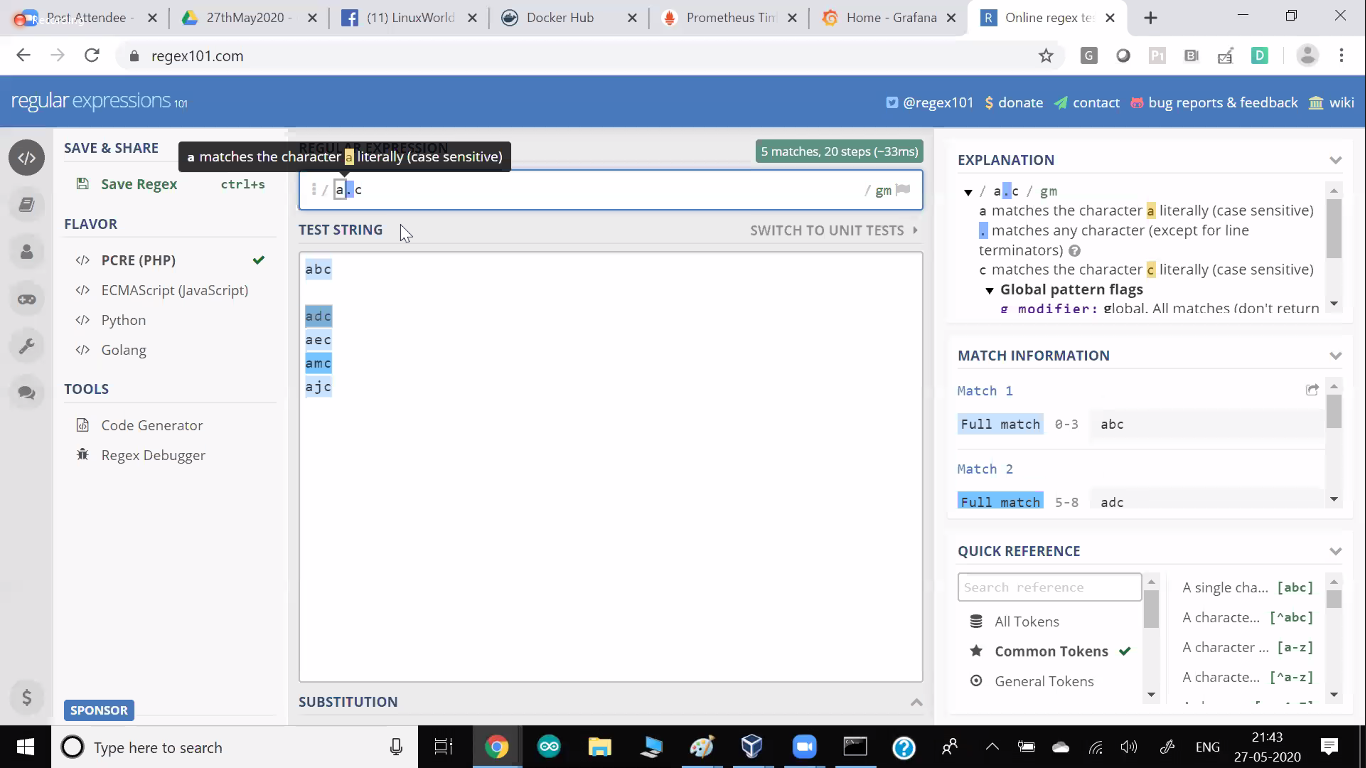 Post Attendee -
27thMay2020 -
(11) LinuxWorld
Docker Hub
Prometheus Tim
Home - Grafana
Online regex te
regex101.com
regular expressions 101
@regex101
$ donate
contact
bug reports & feedback
wiki
SAVE & SHARE
Save Regex ctrl+s
FLAVOR
</> PCRE (PHP)
</> ECMAScript (JavaScript)
</> Python
</> Golang
TOOLS
Code Generator
Regex Debugger
SPONSOR
a matches the character a literally (case sensitive)
5 matches, 20 steps (~33ms)
/ a.c / gm
TEST STRING
SWITCH TO UNIT TESTS
abc
adc
aec
amc
ajc
SUBSTITUTION
EXPLANATION
/ a.c / gm
a matches the character a literally (case sensitive)
. matches any character (except for line
terminators)
c matches the character c literally (case sensitive)
Global pattern flags
g modifier: global. All matches (don't return
MATCH INFORMATION
Match 1
Full match 0-3 abc
Match 2
Full match 5-8 adc
QUICK REFERENCE
Search reference
All Tokens
Common Tokens
General Tokens
A single cha... [abc]
A characte... [^abc]
A character ... [a-z]
A characte... [^a-z]
Type here to search
ENG
21:43
27-05-2020